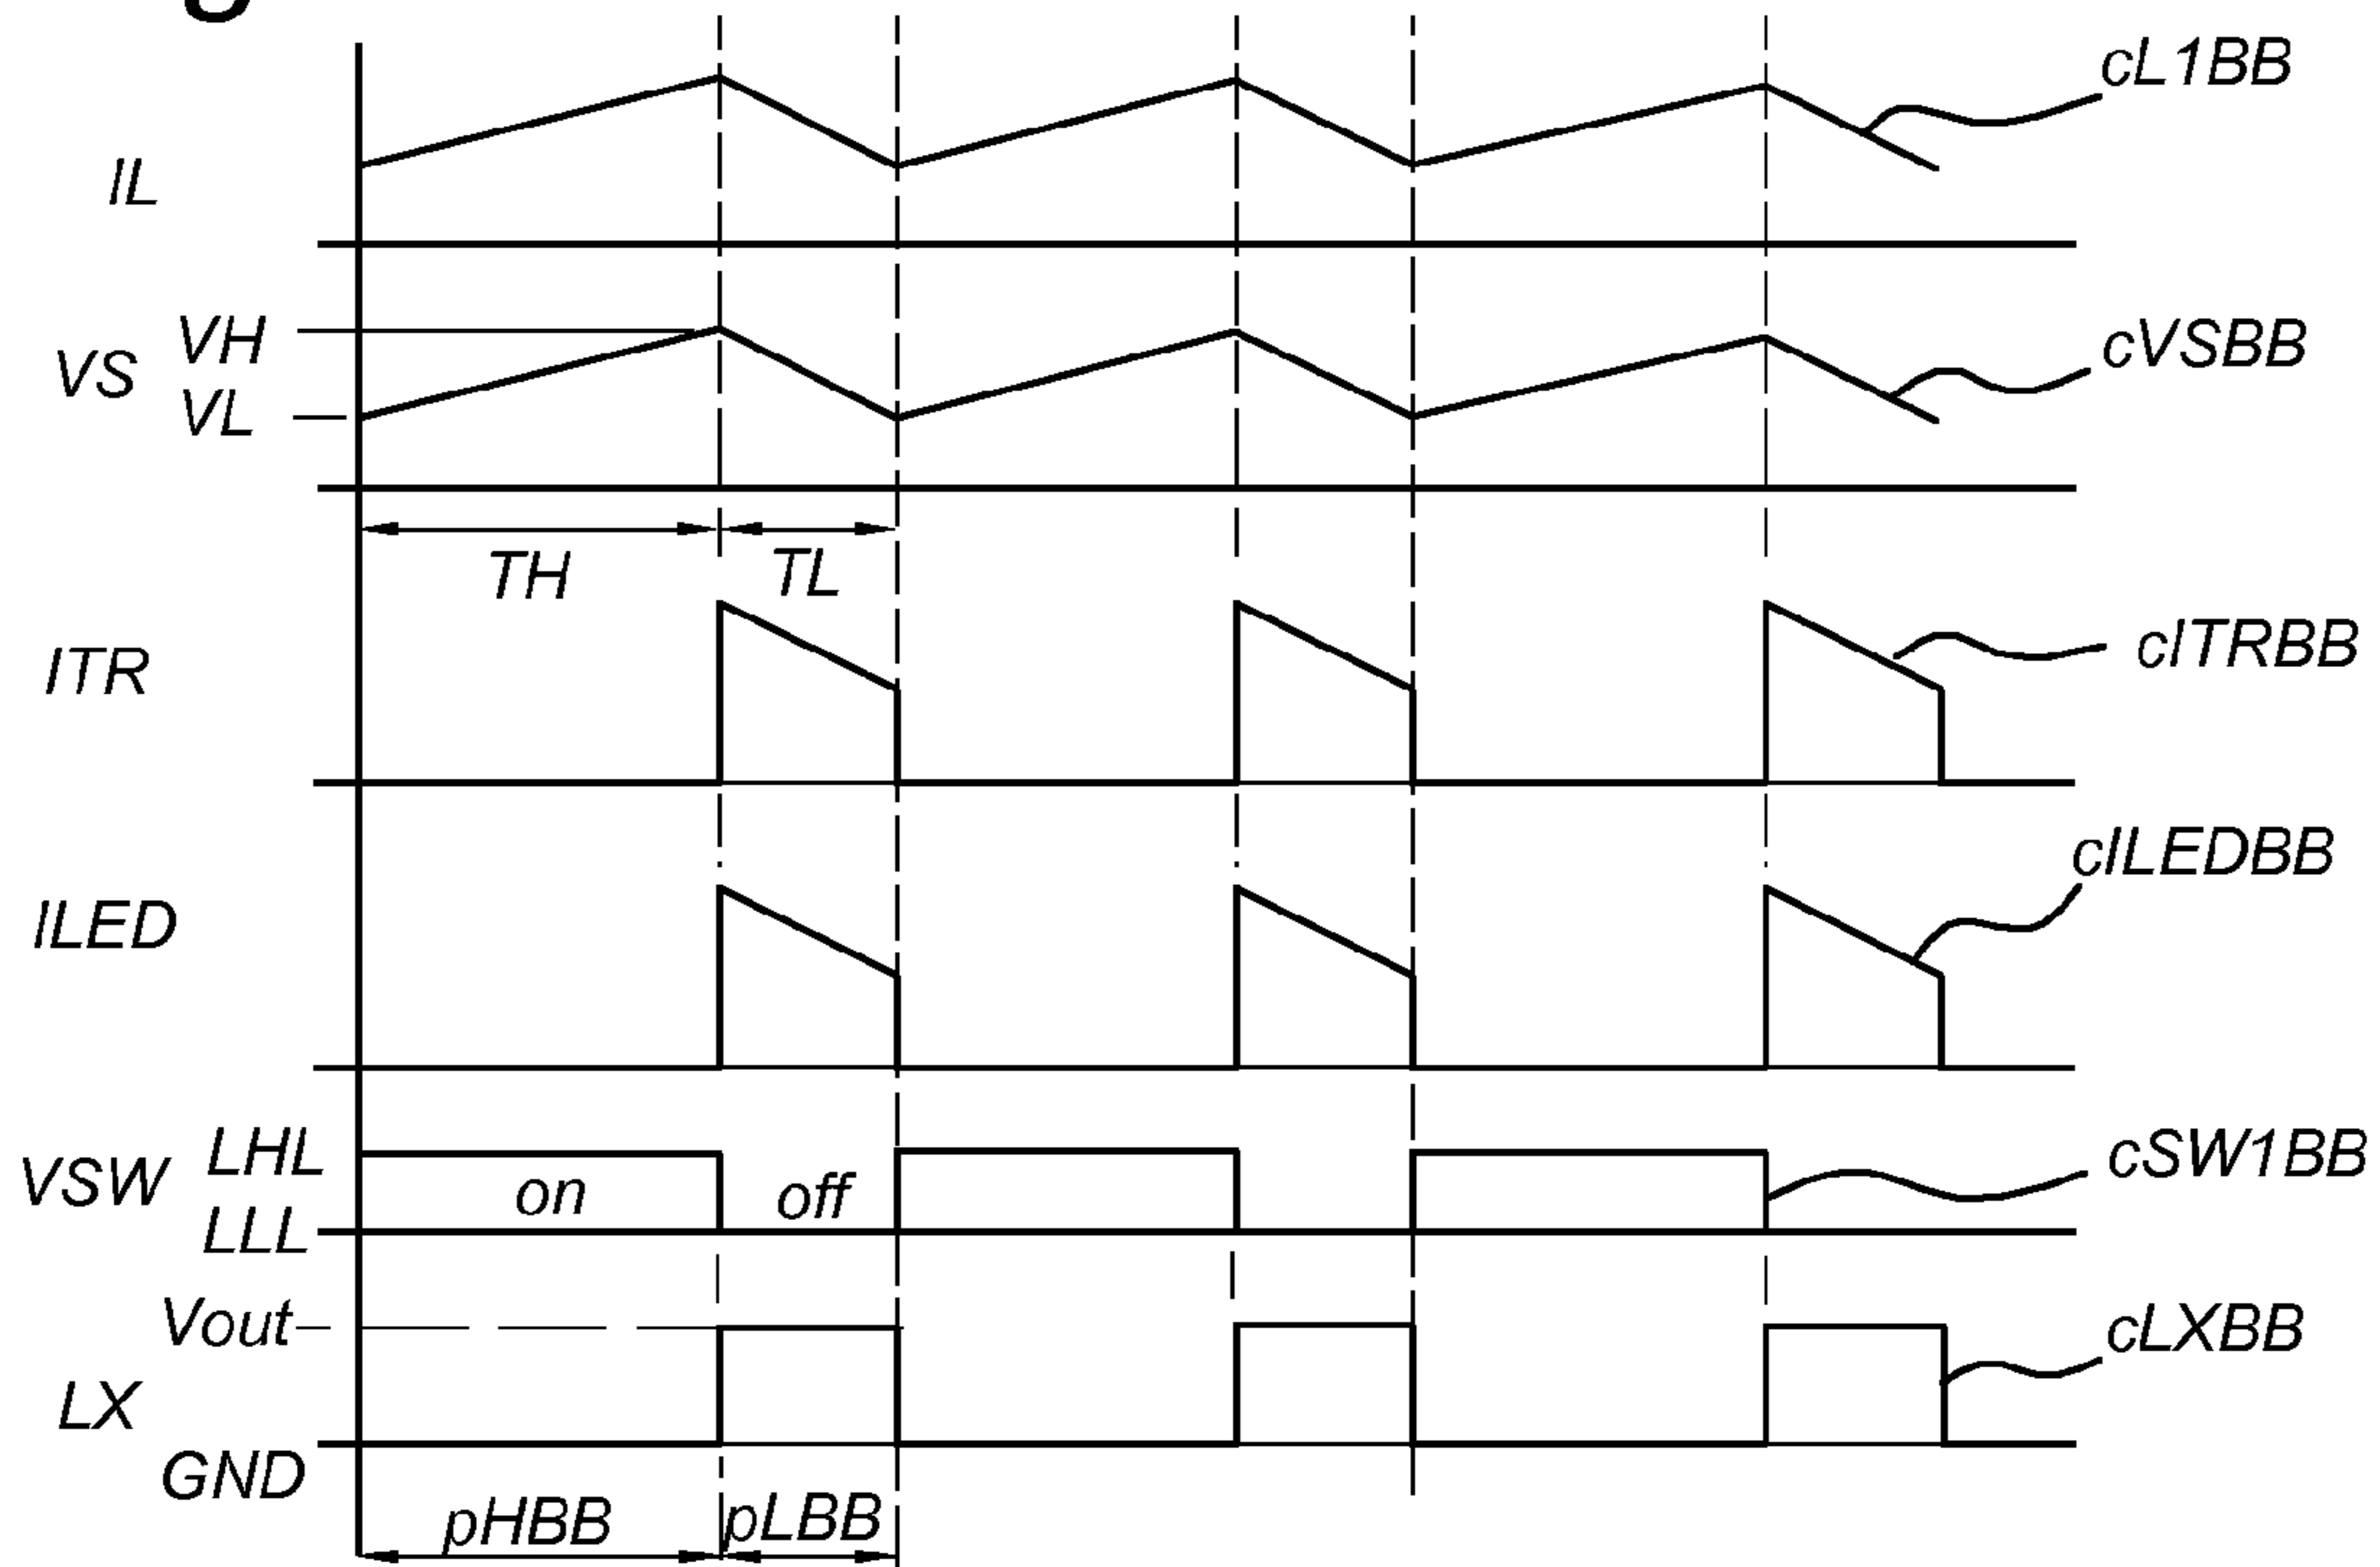 cL1BB
IL
VH
VS
VL
cVSBB
TH
TL
ITR
cITRBB
ILED
cILEDBB
VSW
LHL
LLL
on
off
cSW1BB
Vout
LX
GND
cLXBB
pHBB
pLBB